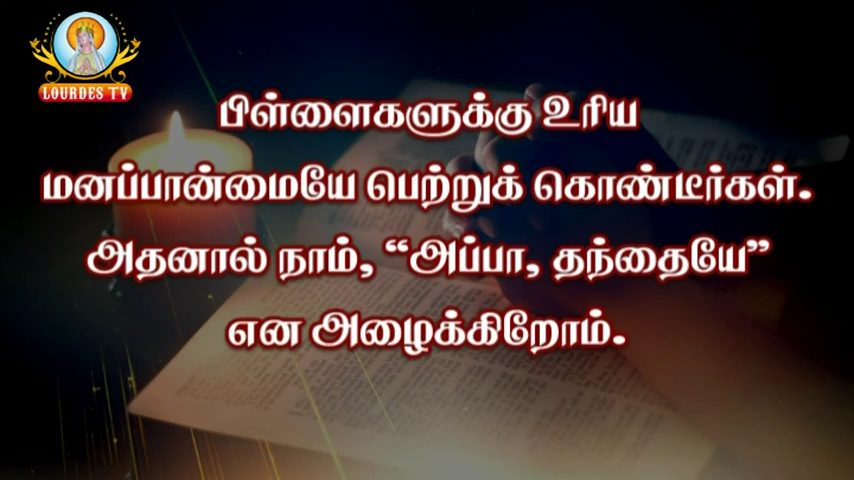 LOURDES TV
பிள்ளைகளுக்கு உரிய
மனப்பான்மையே பெற்றுக் கொண்டீர்கள்.
அதனால் நாம், “அப்பா, தந்தையே”
என அழைக்கிறோம்.